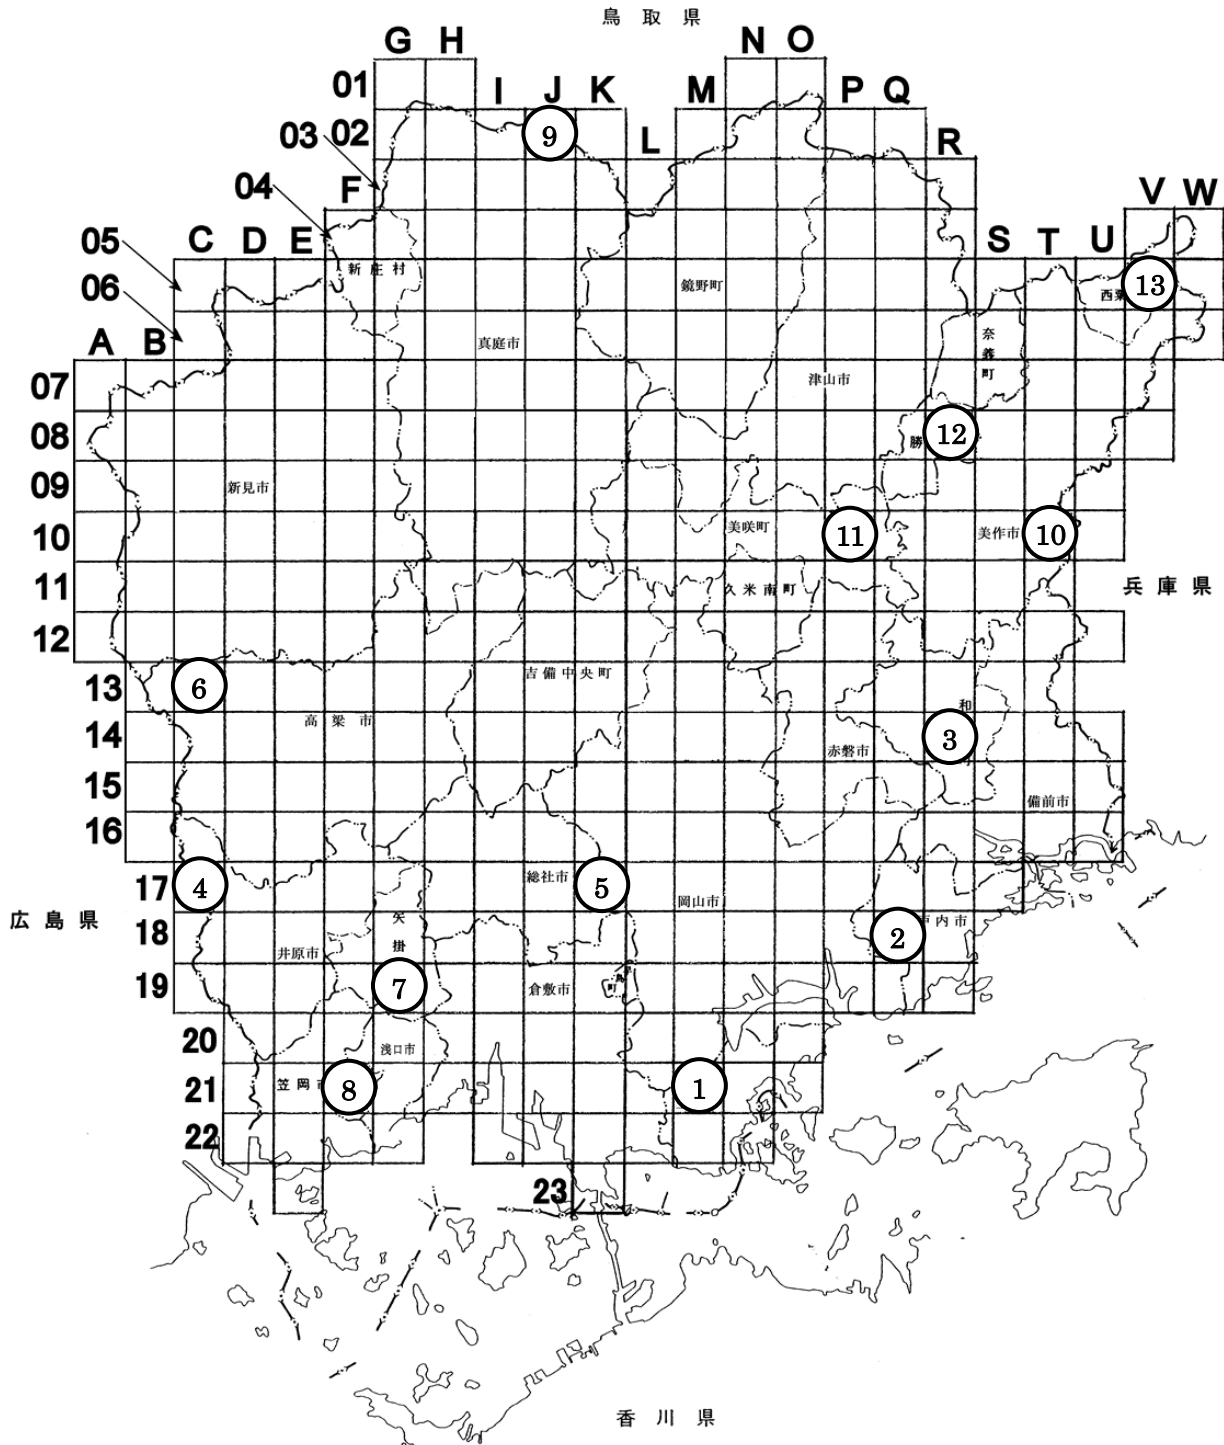 鳥取県
G H N O
01 I J K M P Q
03 02 ⑨ L R
04 F V W
05 C D E S T U
新庄村
06 鏡野町 西粟 ⑬
A B 真庭市 奈義町
07 津山市
08 勝 ⑫
09 新見市
10 美咲町 ⑪ 美作市 ⑩
11 久米南町 兵庫県
12
13 ⑥ 吉備中央町
和
14 高梁市 赤磐市 ③
15 備前市
16
17 ④ 総社市 ⑤ 岡山市
広島県
18 矢掛 井原市 ② 戸内市
19 ⑦ 倉敷市 島町
20 浅口市
21 笠岡市 ⑧ ①
22
23
香川県